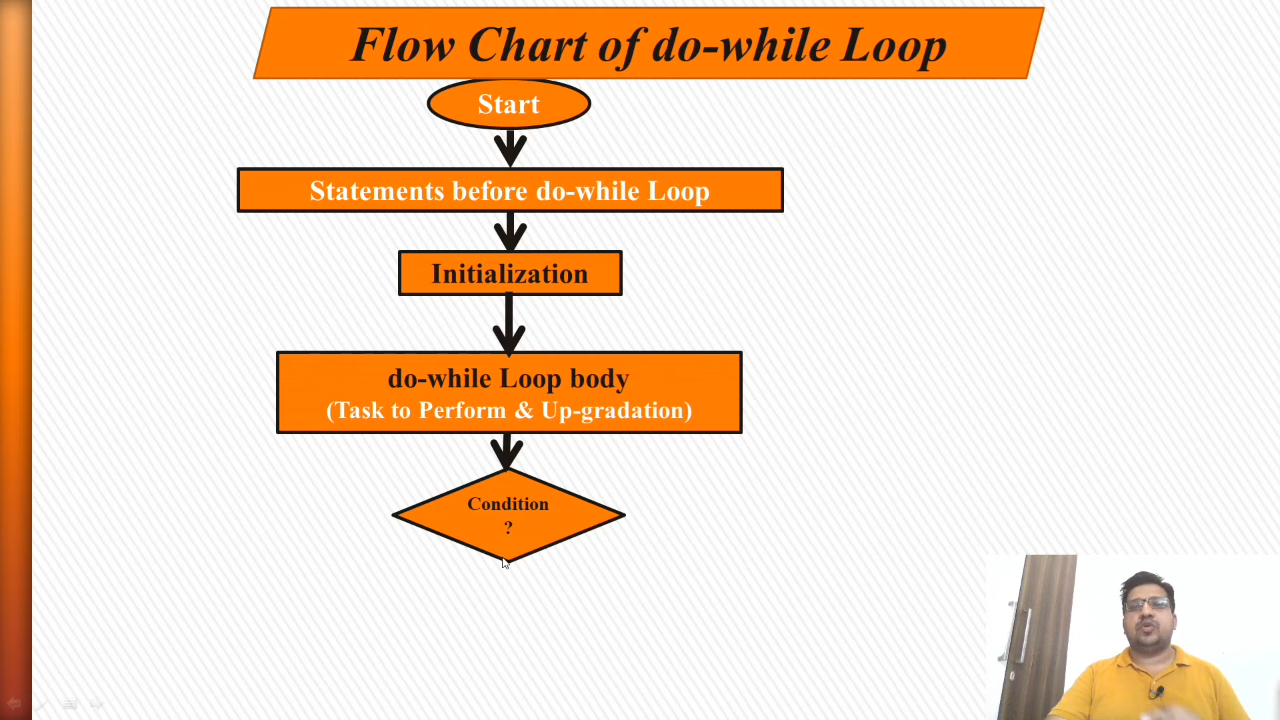 Flow Chart of do-while Loop
Start
Statements before do-while Loop
Initialization
do-while Loop body
(Task to Perform & Up-gradation)
Condition
?